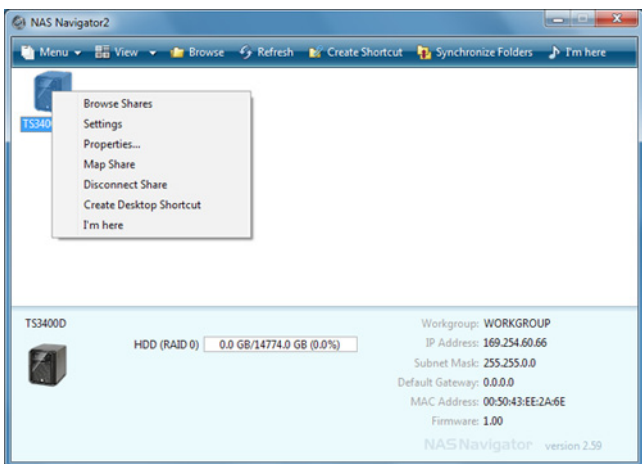 NAS Navigator2
Menu View Browse Refresh Create Shortcut Synchronize Folders I'm here
TS3400
Browse Shares
Settings
Properties...
Map Share
Disconnect Share
Create Desktop Shortcut
I'm here
TS3400D
HDD (RAID 0) 0.0 GB/14774.0 GB (0.0%)
Workgroup: WORKGROUP
IP Address: 169.254.60.66
Subnet Mask: 255.255.0.0
Default Gateway: 0.0.0.0
MAC Address: 00:50:43:EE:2A:6E
Firmware: 1.00
NAS Navigator version 2.59